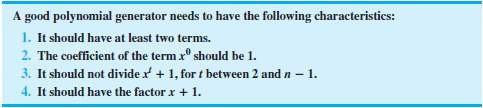 A good polynomial generator needs to have the following characteristics:
1. It should have at least two terms.
2. The coefficient of the term x⁰ should be 1.
3. It should not divide xᵗ + 1, for t between 2 and n − 1.
4. It should have the factor x + 1.